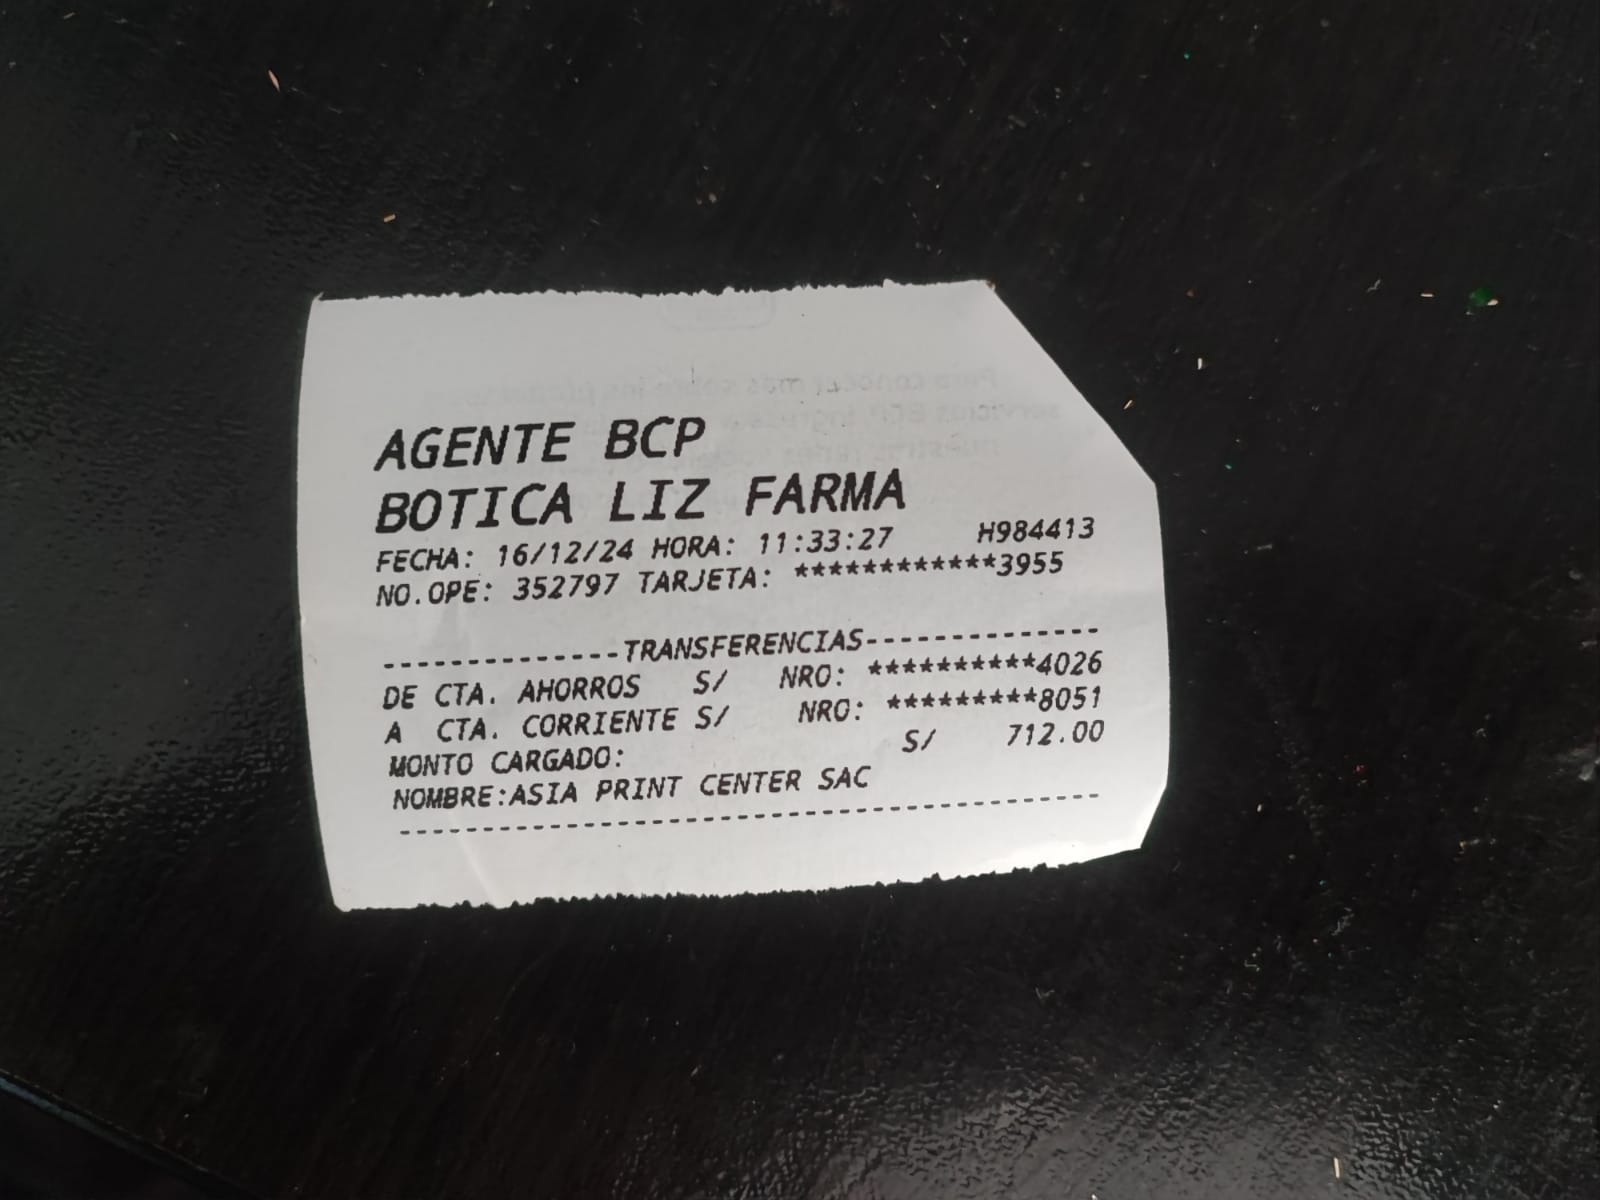 AGENTE BCP
BOTICA LIZ FARMA
FECHA: 16/12/24 HORA: 11:33:27 H984413
NO.OPE: 352797 TARJETA: ************3955
--------------TRANSFERENCIAS--------------
DE CTA. AHORROS S/ NRO: **********4026
A CTA. CORRIENTE S/ NRO: *********8051
MONTO CARGADO: S/ 712.00
NOMBRE:ASIA PRINT CENTER SAC
------------------------------------------